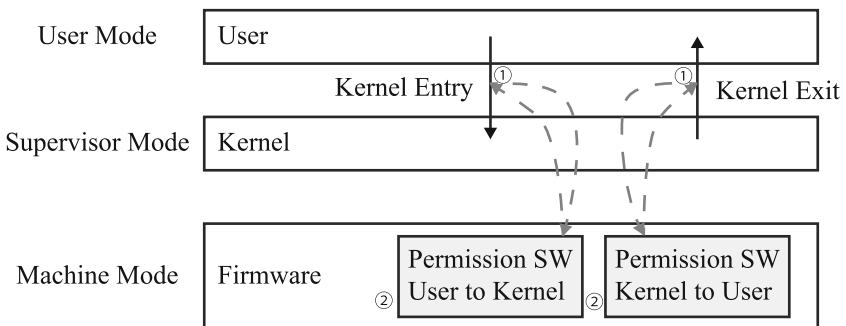 User Mode
User
①
①
Kernel Entry
Kernel Exit
Supervisor Mode
Kernel
Machine Mode
Firmware
②
Permission SW
User to Kernel
②
Permission SW
Kernel to User